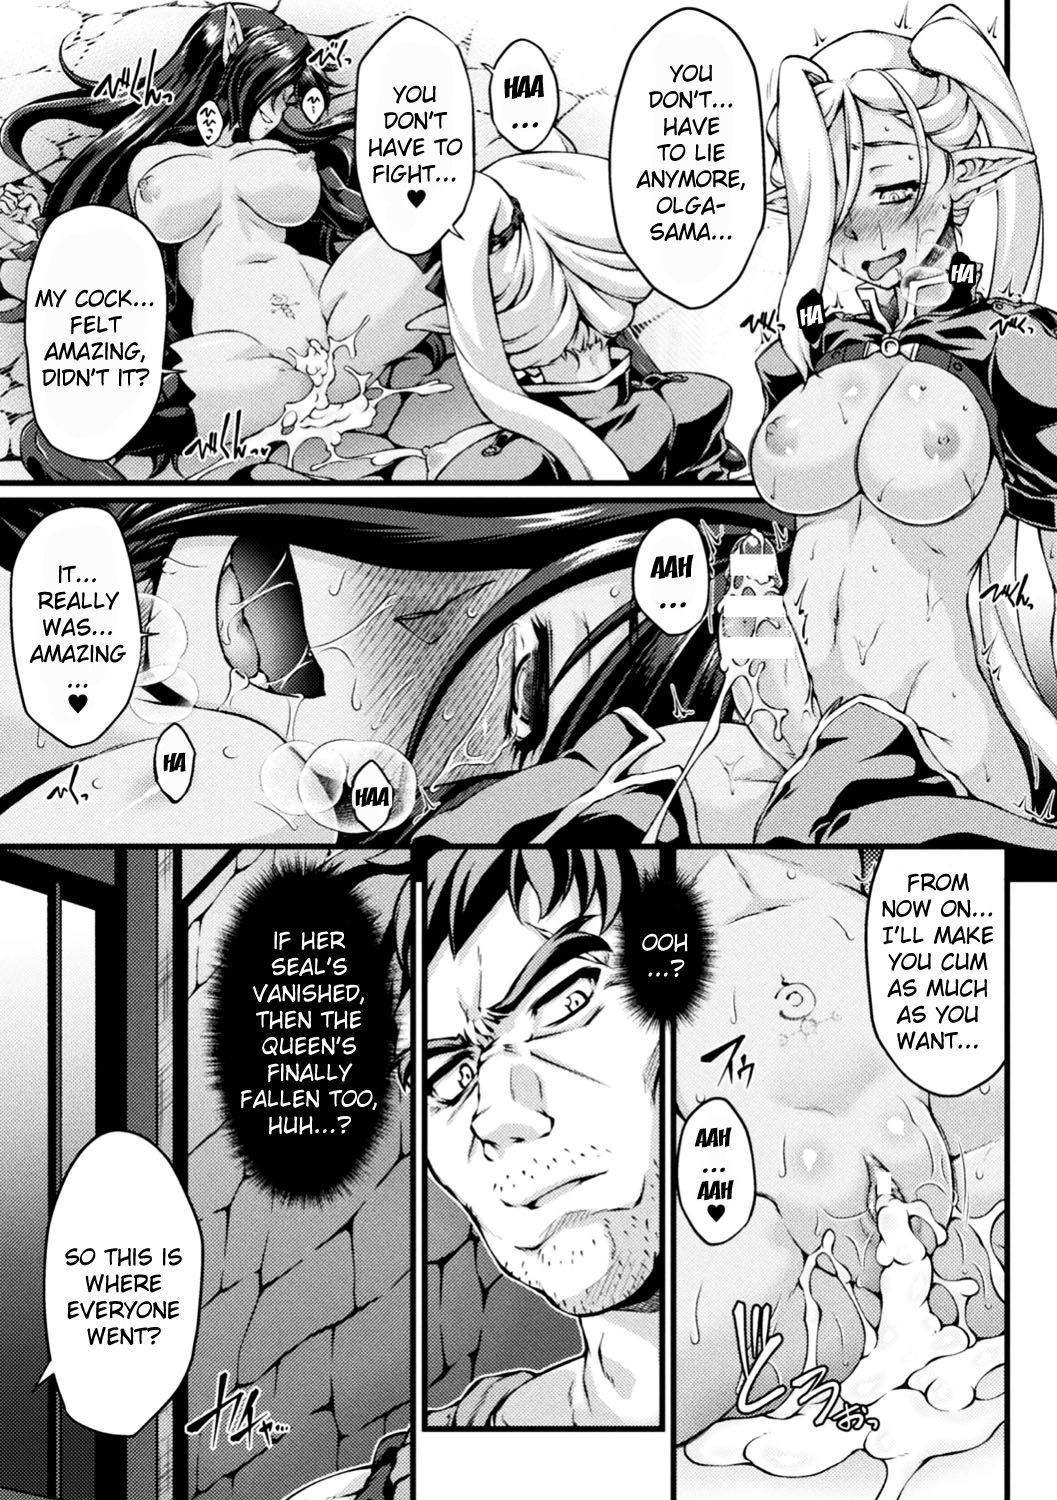 YOU
DON'T...
HAVE
TO LIE
ANYMORE,
OLGA-
SAMA...
HAA
...
YOU
DON'T
HAVE TO
FIGHT...
♥
MY COCK...
FELT
AMAZING,
DIDN'T IT?
HA
HA
AAH
...
IT...
REALLY
WAS...
AMAZING
...
♥
HA
HAA
FROM
NOW ON...
I'LL MAKE
YOU CUM
AS MUCH
AS YOU
WANT...
AAH
...
AAH
♥
OOH
...?
IF HER
SEAL'S
VANISHED,
THEN THE
QUEEN'S
FINALLY
FALLEN TOO,
HUH...?
SO THIS IS
WHERE
EVERYONE
WENT?